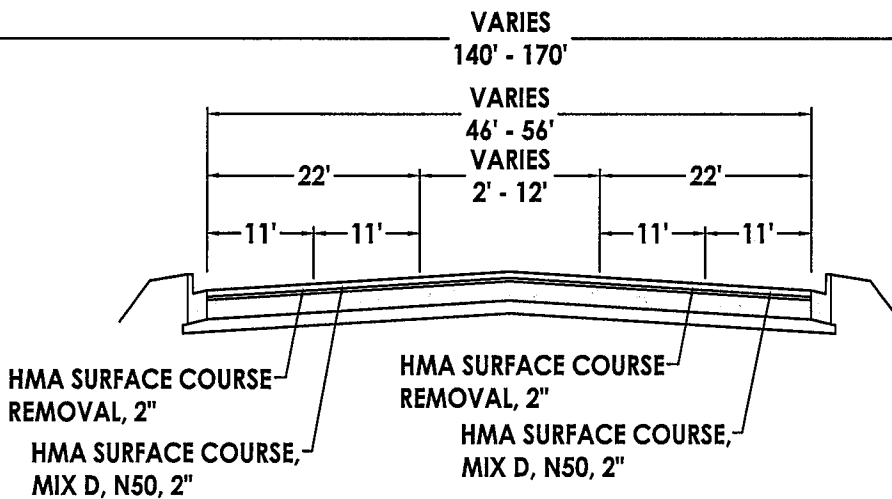 VARIES
140' - 170'
VARIES
46' - 56'
22'
VARIES
2' - 12'
22'
11'
11'
11'
11'
HMA SURFACE COURSE
REMOVAL, 2"
HMA SURFACE COURSE,
MIX D, N50, 2"
HMA SURFACE COURSE
REMOVAL, 2"
HMA SURFACE COURSE,
MIX D, N50, 2"